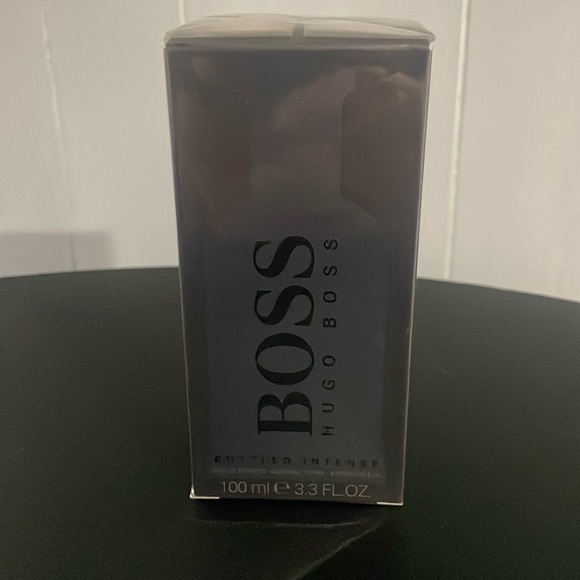 BOSS
HUGO BOSS
BOTTLED INTENSE
100 ml e 3.3 FL.OZ.